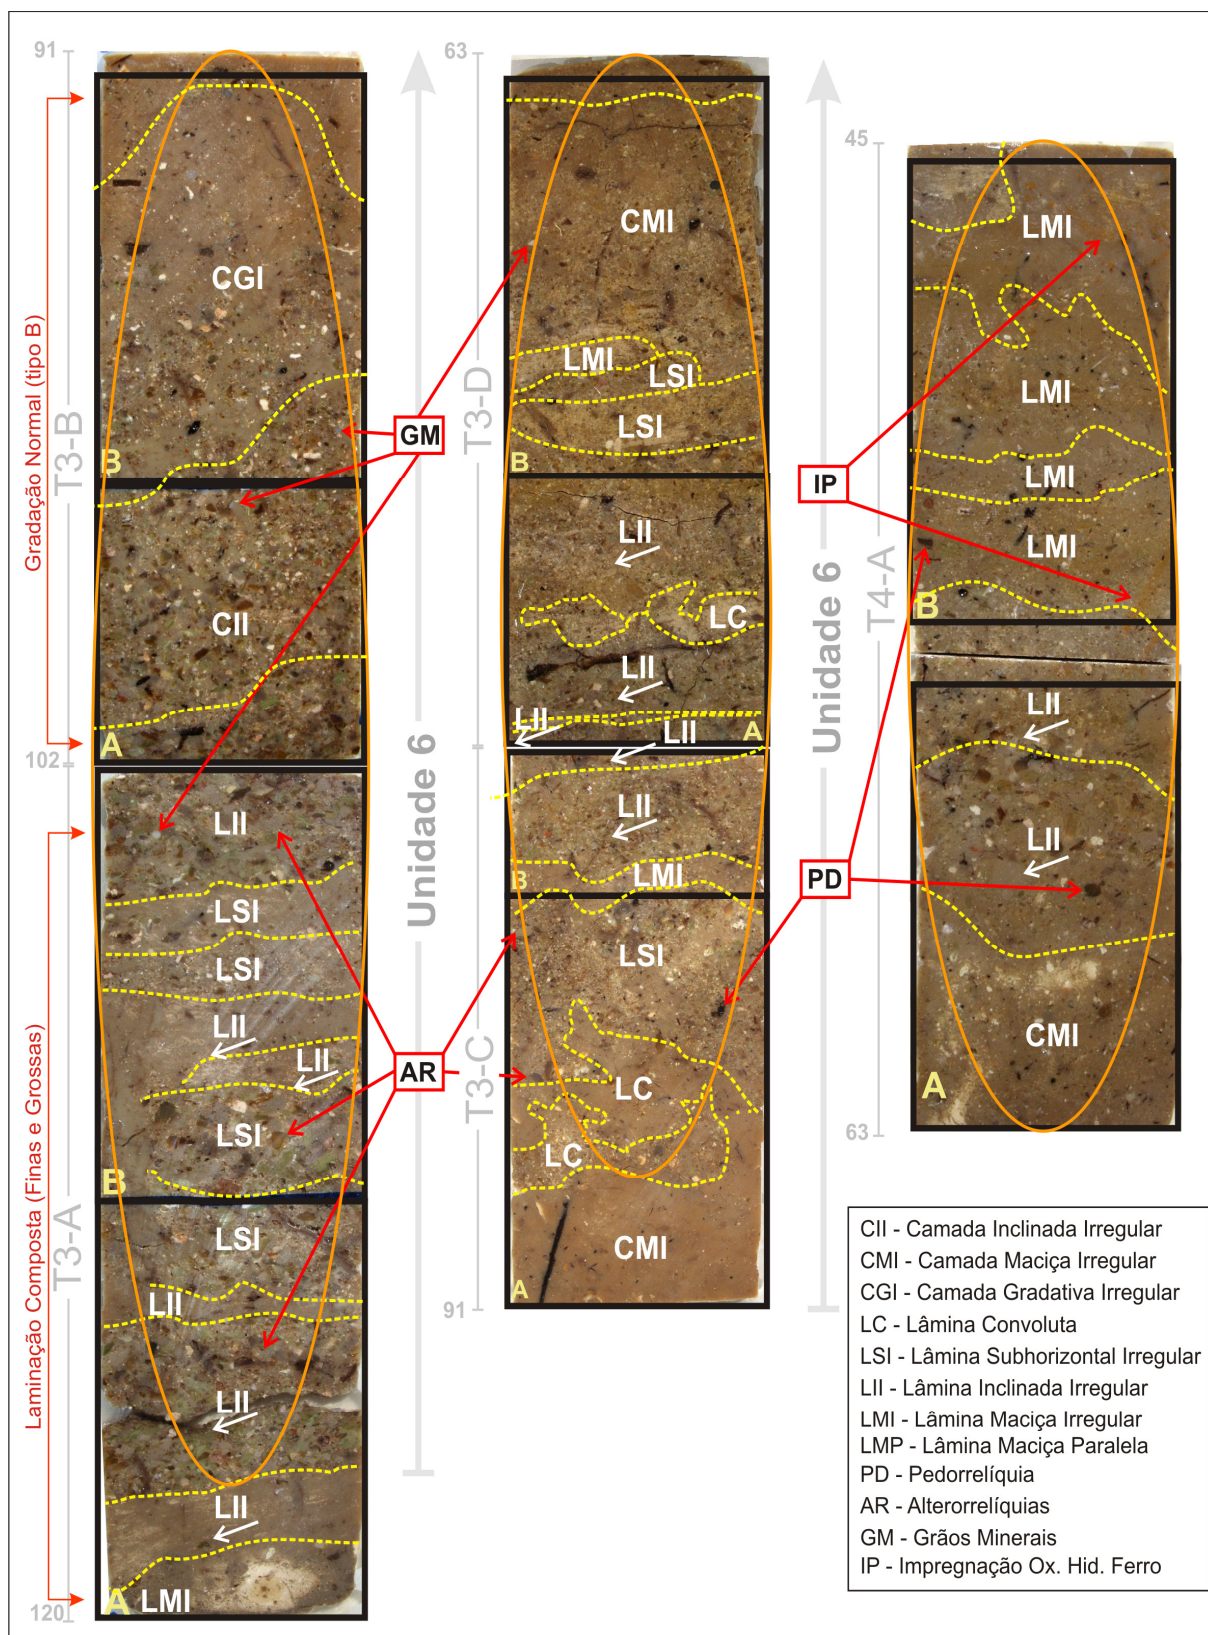 91
Gradação Normal (tipo B)
T3-B
CGI
B
CII
A
102
Laminação Composta (Finas e Grossas)
T3-A
LII
LSI
LSI
LII
LII
LSI
B
LSI
LII
LII
LII
A
LMI
120
Unidade 6
GM
AR
63
T3-D
CMI
LMI
LSI
LSI
B
LII
LC
LII
LII
A
LII
LII
LMI
B
T3-C
LSI
LC
LC
CMI
A
91
Unidade 6
IP
PD
45
T4-A
LMI
LMI
LMI
LMI
B
LII
LII
CMI
A
63
CII - Camada Inclinada Irregular
CMI - Camada Maciça Irregular
CGI - Camada Gradativa Irregular
LC - Lâmina Convoluta
LSI - Lâmina Subhorizontal Irregular
LII - Lâmina Inclinada Irregular
LMI - Lâmina Maciça Irregular
LMP - Lâmina Maciça Paralela
PD - Pedorrelíquia
AR - Alterorrelíquias
GM - Grãos Minerais
IP - Impregnação Ox. Hid. Ferro